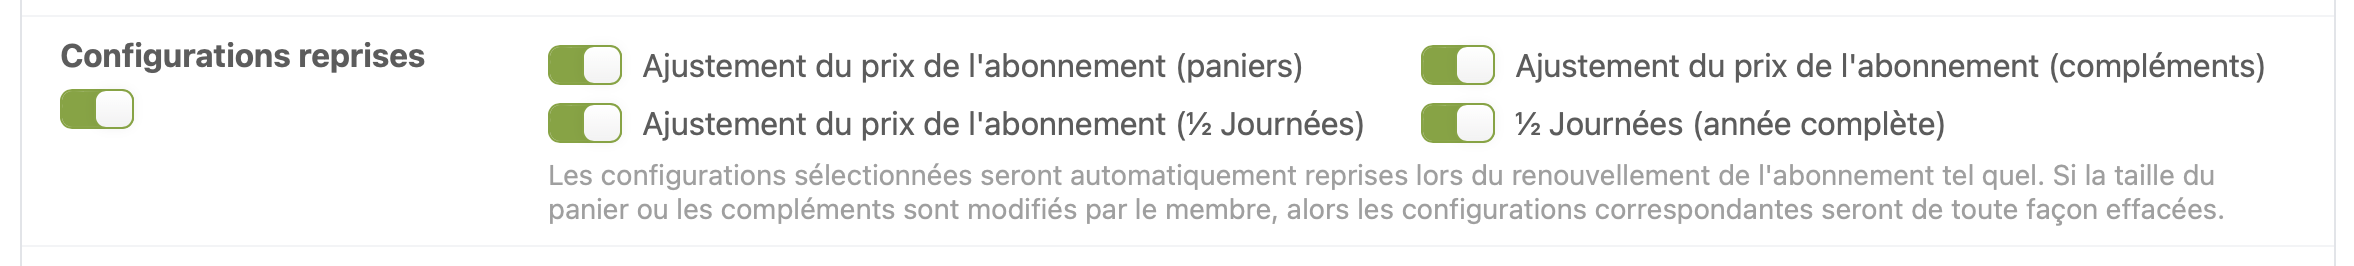 Configurations reprises
Ajustement du prix de l'abonnement (paniers)
Ajustement du prix de l'abonnement (compléments)
Ajustement du prix de l'abonnement (½ Journées)
½ Journées (année complète)
Les configurations sélectionnées seront automatiquement reprises lors du renouvellement de l'abonnement tel quel. Si la taille du
panier ou les compléments sont modifiés par le membre, alors les configurations correspondantes seront de toute façon effacées.